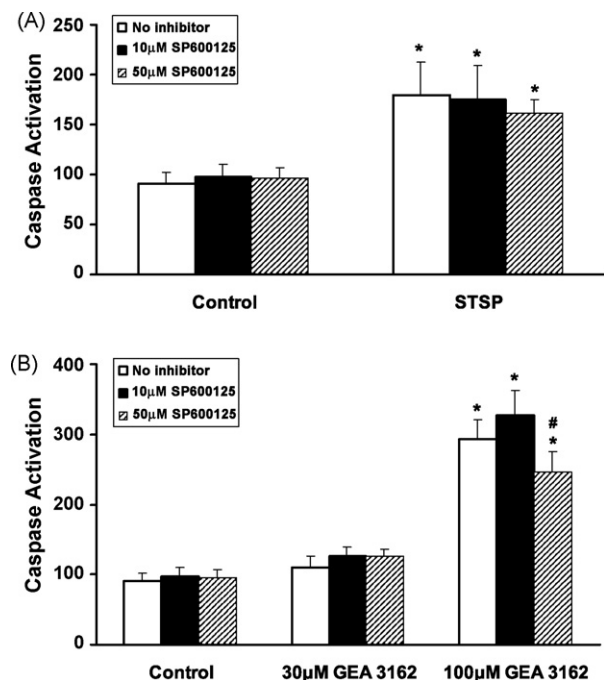 (A)
No inhibitor
10µM SP600125
50µM SP600125
Caspase Activation
250
200
150
100
50
0
*
*
*
Control
STSP
(B)
No inhibitor
10µM SP600125
50µM SP600125
Caspase Activation
400
300
200
100
0
*
*
#
*
Control
30µM GEA 3162
100µM GEA 3162